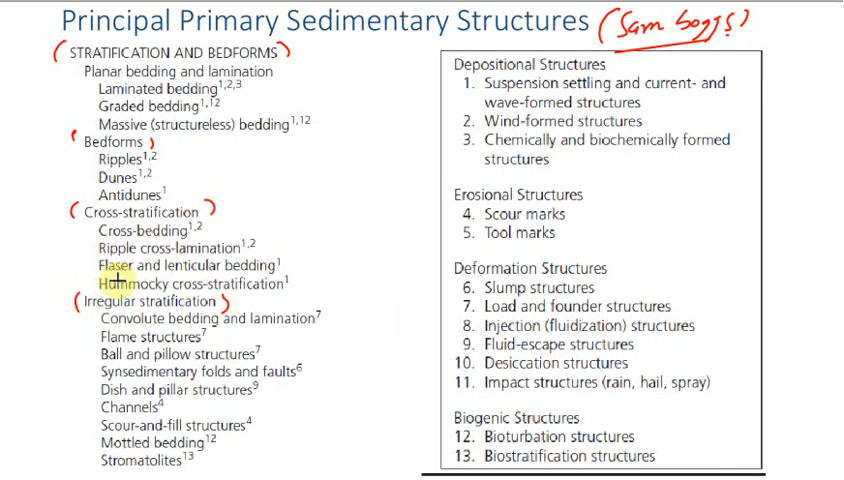 Principal Primary Sedimentary Structures (Sam Boggs)
(STRATIFICATION AND BEDFORMS)
Planar bedding and lamination
Laminated bedding1,2,3
Graded bedding1,12
Massive (structureless) bedding1,12
(Bedforms)
Ripples1,2
Dunes1,2
Antidunes1
(Cross-stratification)
Cross-bedding1,2
Ripple cross-lamination1,2
Flaser and lenticular bedding1
Hummocky cross-stratification1
(Irregular stratification)
Convolute bedding and lamination7
Flame structures7
Ball and pillow structures7
Synsedimentary folds and faults6
Dish and pillar structures9
Channels4
Scour-and-fill structures4
Mottled bedding12
Stromatolites13
Depositional Structures
1. Suspension settling and current- and
wave-formed structures
2. Wind-formed structures
3. Chemically and biochemically formed
structures
Erosional Structures
4. Scour marks
5. Tool marks
Deformation Structures
6. Slump structures
7. Load and founder structures
8. Injection (fluidization) structures
9. Fluid-escape structures
10. Desiccation structures
11. Impact structures (rain, hail, spray)
Biogenic Structures
12. Bioturbation structures
13. Biostratification structures